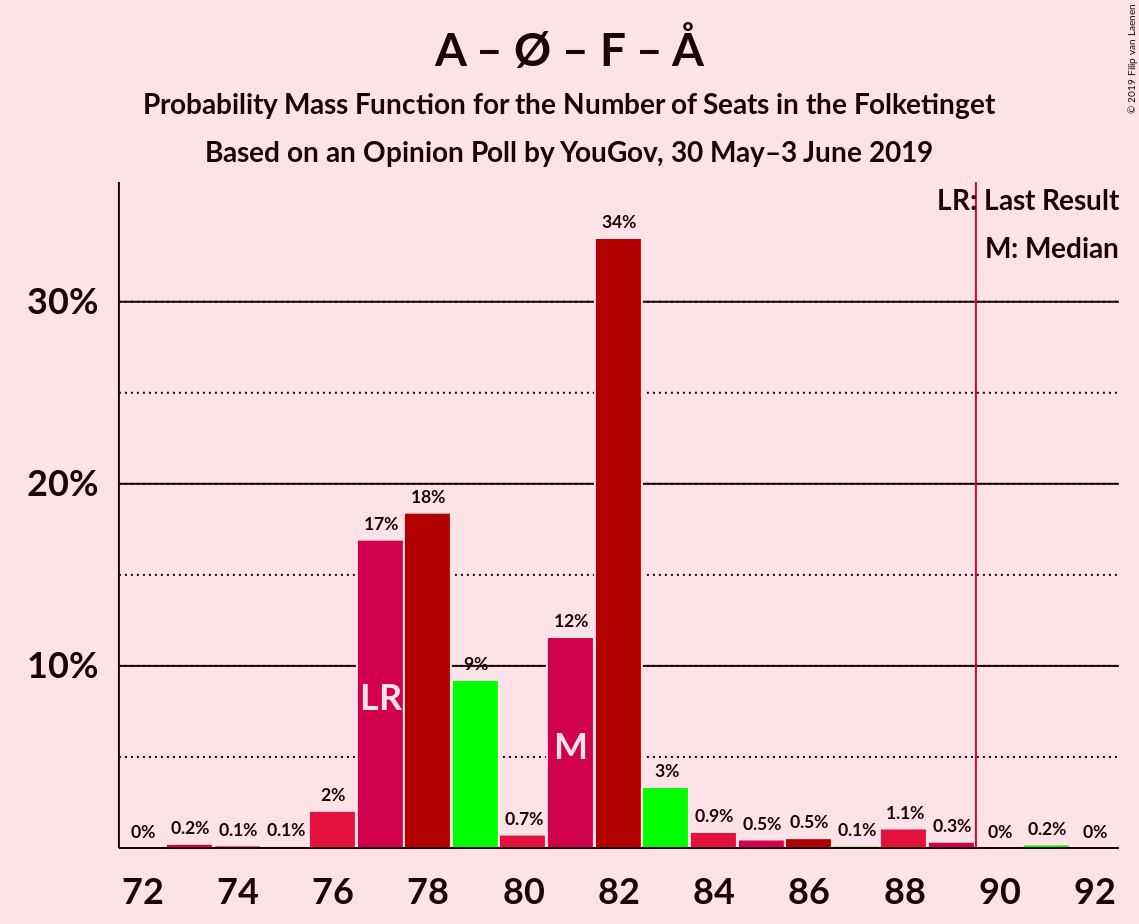 A – Ø – F – Å
Probability Mass Function for the Number of Seats in the Folketinget
Based on an Opinion Poll by YouGov, 30 May–3 June 2019
© 2019 Filip van Laenen
LR: Last Result
M: Median
34%
30%
20%
18%
17%
12%
10%
9%
LR
M
3%
2%
1.1%
0.9%
0.7%
0% 0.2% 0.1% 0.1% 0.5% 0.5% 0.1% 0.3% 0% 0.2% 0%
72 74 76 78 80 82 84 86 88 90 92